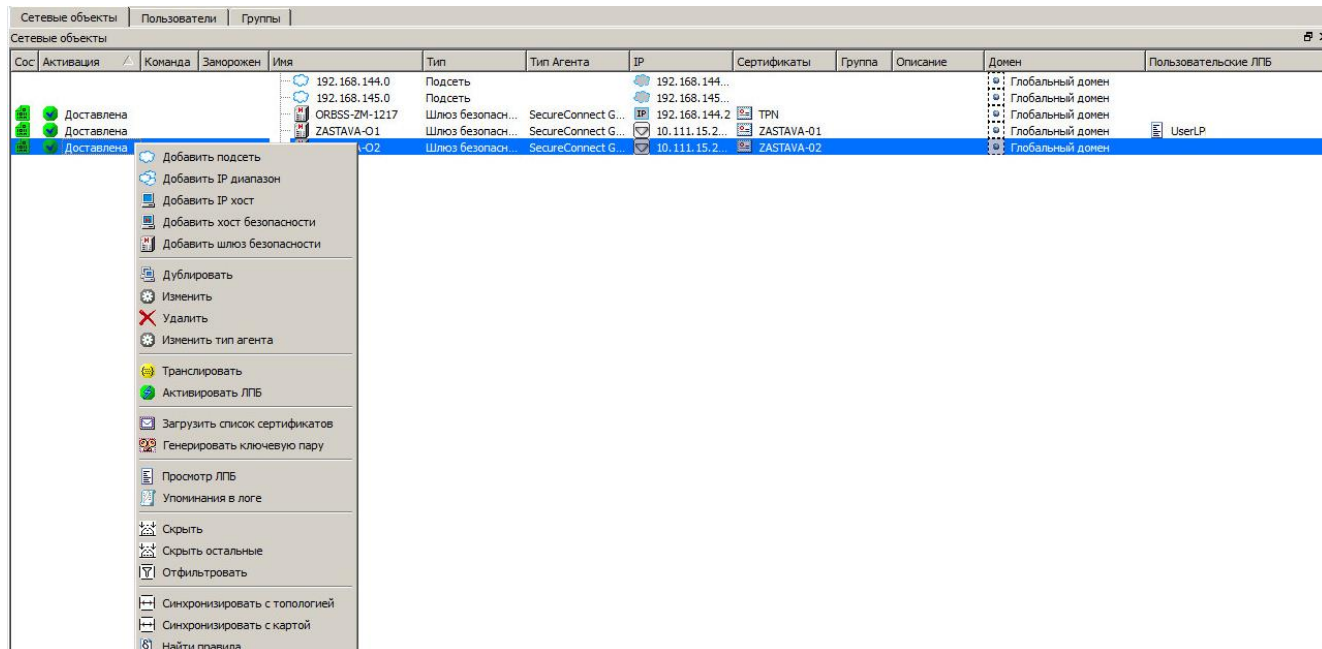 Сетевые объекты Пользователи Группы
Сетевые объекты
Сос Активация Команда Заморожен Имя Тип Тип Агента IP Сертификаты Группа Описание Домен Пользовательские ЛПБ
192.168.144.0 Подсеть 192.168.144... Глобальный домен
192.168.145.0 Подсеть 192.168.145... Глобальный домен
Доставлена ORBSS-ZM-1217 Шлюз безопасн... SecureConnect G... IP 192.168.144.2 TPN Глобальный домен
Доставлена ZASTAVA-O1 Шлюз безопасн... SecureConnect G... 10.111.15.2... ZASTAVA-01 Глобальный домен UserLP
Доставлена A-O2 Шлюз безопасн... SecureConnect G... 10.111.15.2... ZASTAVA-02 Глобальный домен
Добавить подсеть
Добавить IP диапазон
Добавить IP хост
Добавить хост безопасности
Добавить шлюз безопасности
Дублировать
Изменить
Удалить
Изменить тип агента
Транслировать
Активировать ЛПБ
Загрузить список сертификатов
Генерировать ключевую пару
Просмотр ЛПБ
Упоминания в логе
Скрыть
Скрыть остальные
Отфильтровать
Синхронизировать с топологией
Синхронизировать с картой
Найти правила